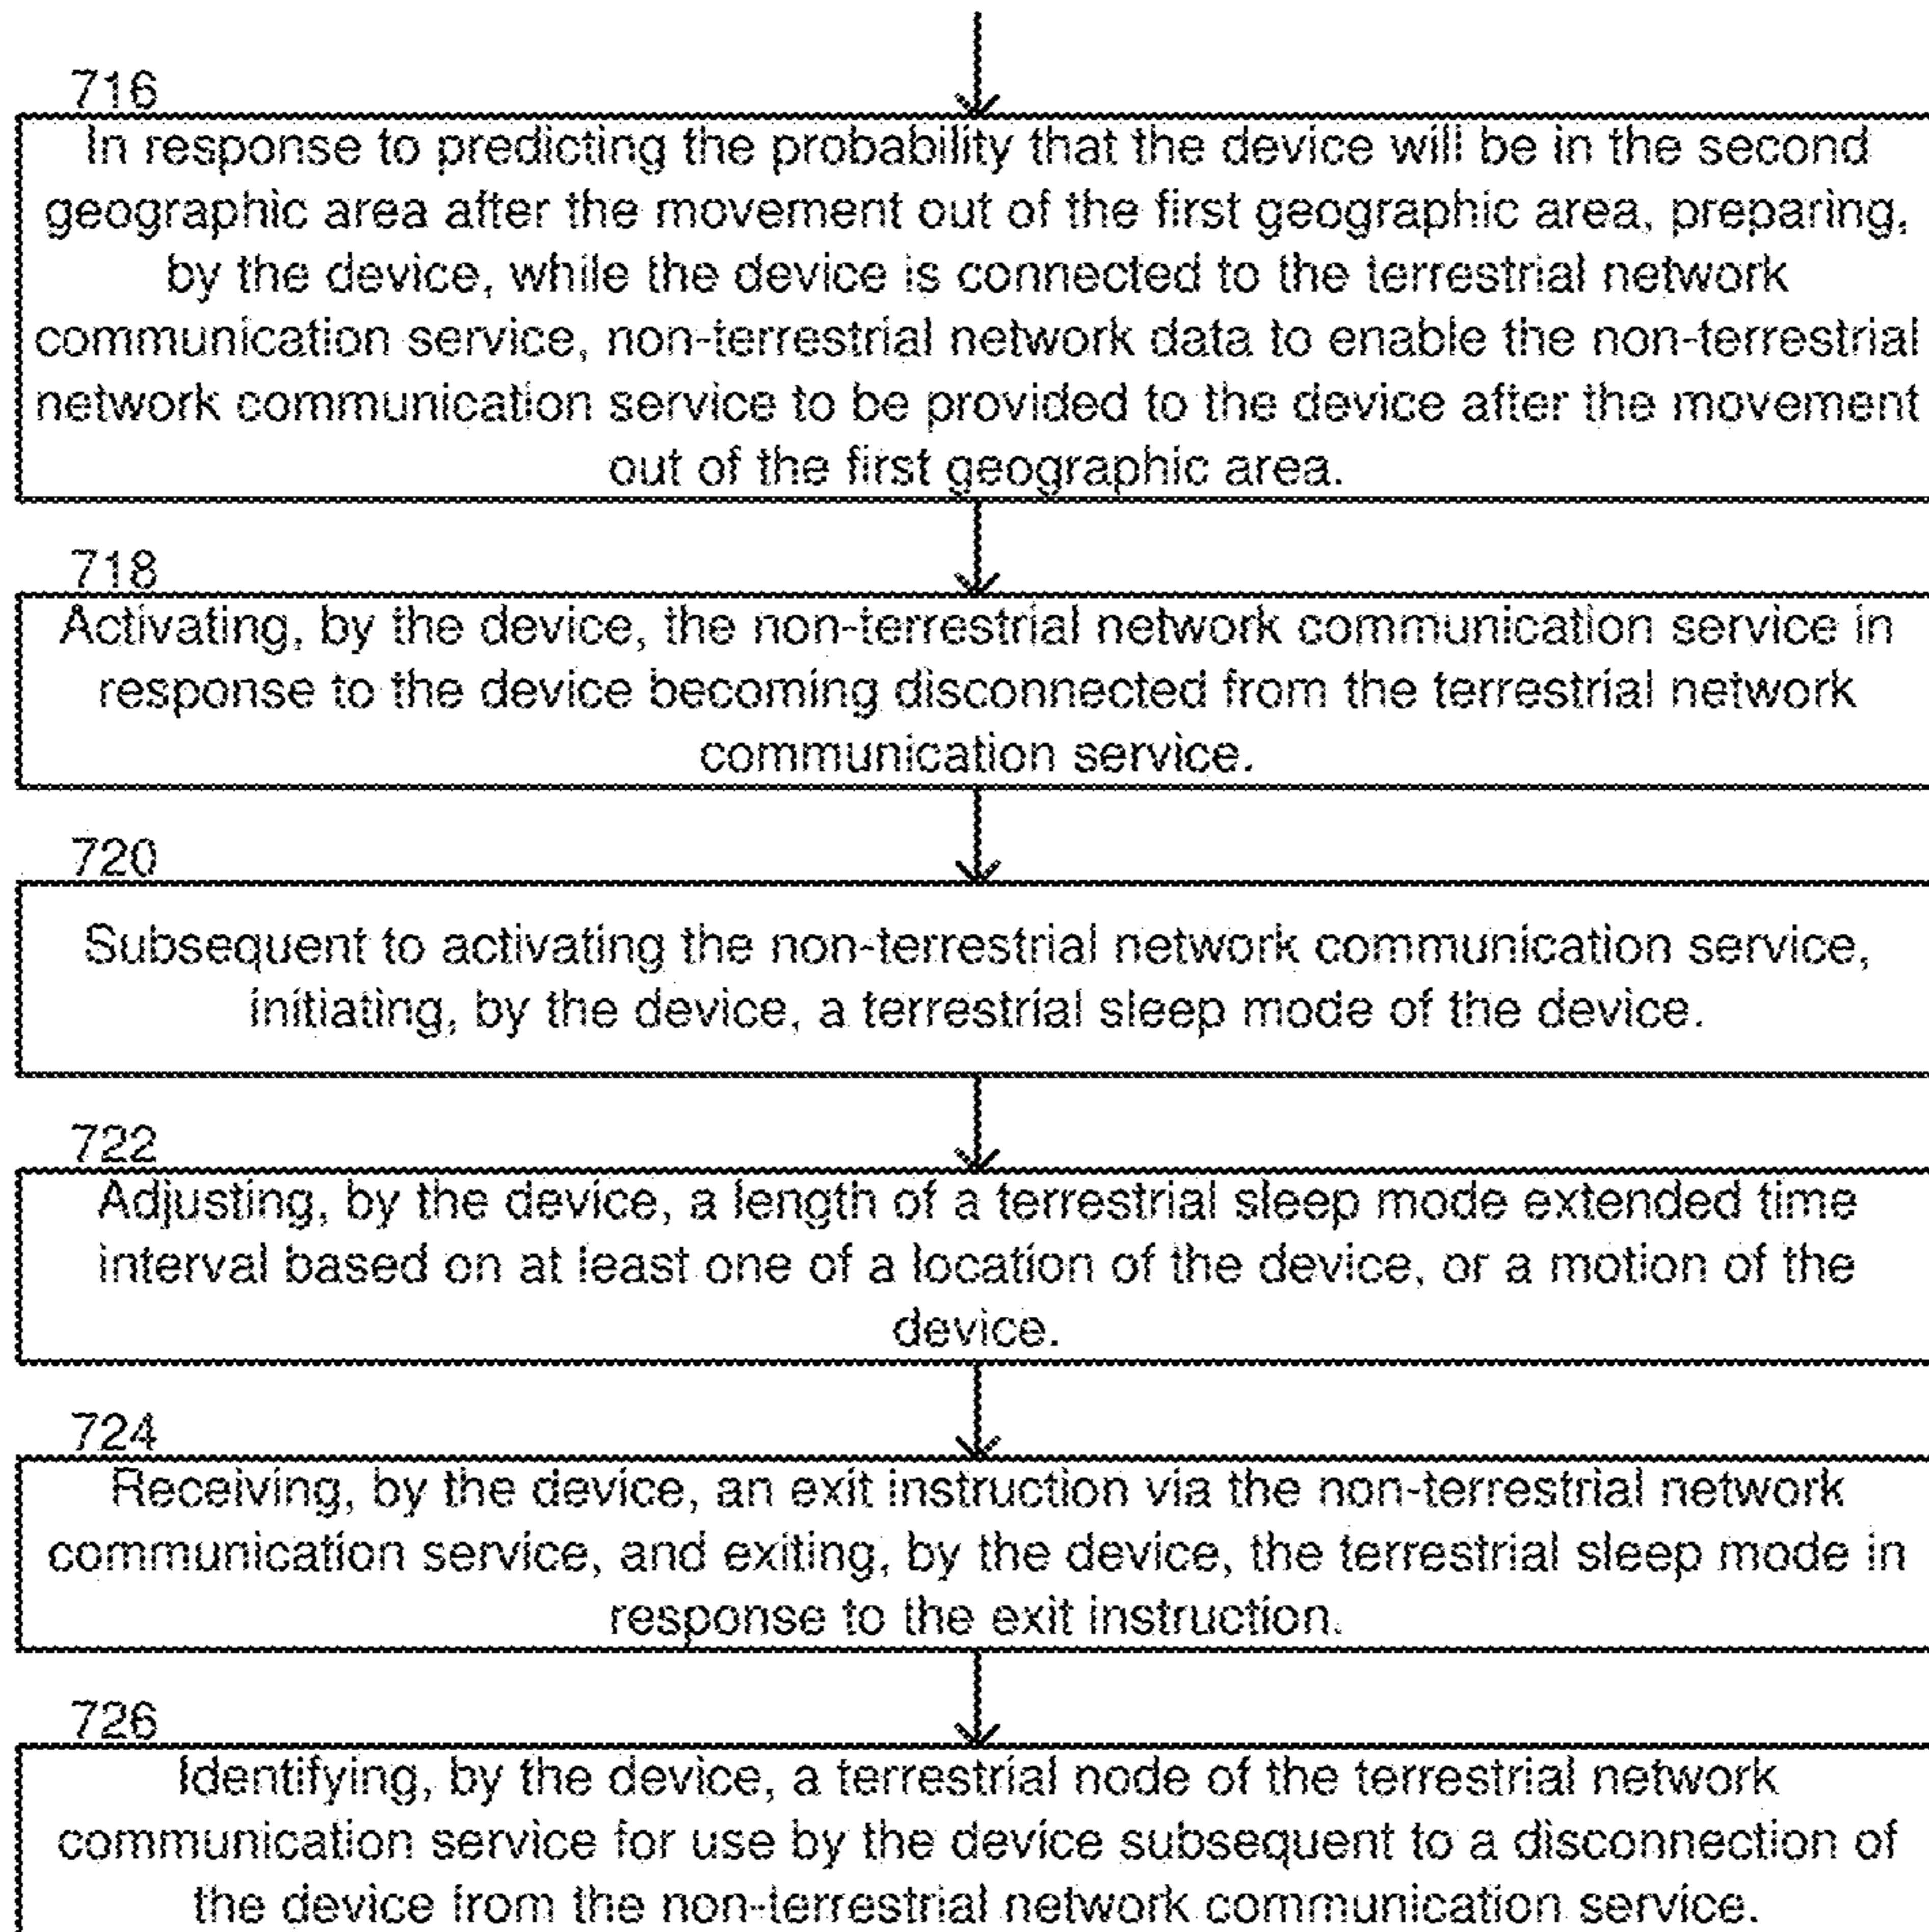 716
In response to predicting the probability that the device will be in the second
geographic area after the movement out of the first geographic area, preparing,
by the device, while the device is connected to the terrestrial network
communication service, non-terrestrial network data to enable the non-terrestrial
network communication service to be provided to the device after the movement
out of the first geographic area.
718
Activating, by the device, the non-terrestrial network communication service in
response to the device becoming disconnected from the terrestrial network
communication service.
720
Subsequent to activating the non-terrestrial network communication service,
initiating, by the device, a terrestrial sleep mode of the device.
722
Adjusting, by the device, a length of a terrestrial sleep mode extended time
interval based on at least one of a location of the device, or a motion of the
device.
724
Receiving, by the device, an exit instruction via the non-terrestrial network
communication service, and exiting, by the device, the terrestrial sleep mode in
response to the exit instruction.
726
Identifying, by the device, a terrestrial node of the terrestrial network
communication service for use by the device subsequent to a disconnection of
the device from the non-terrestrial network communication service.